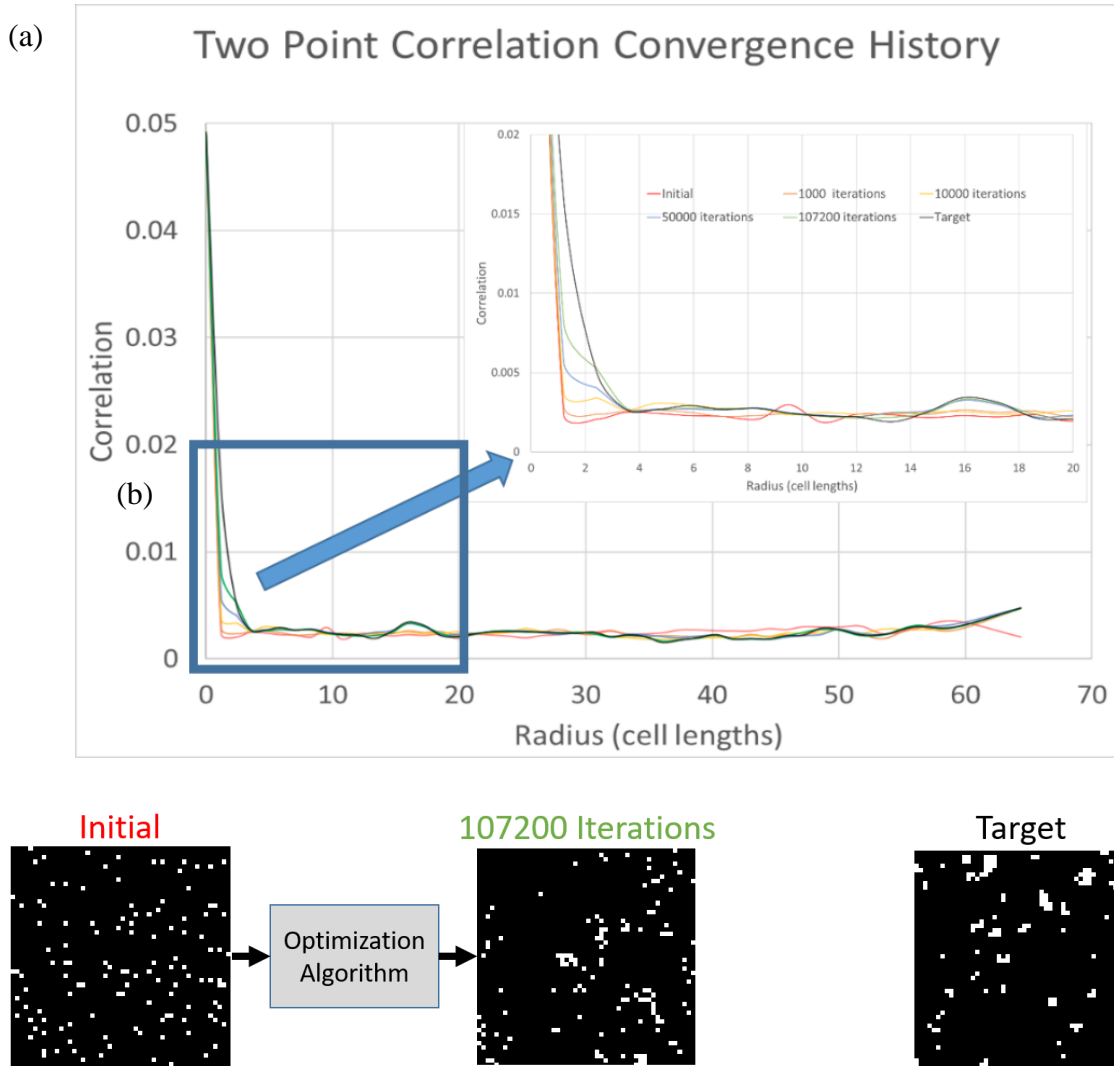 (a)
Two Point Correlation Convergence History
0.05
0.04
0.03
0.02
0.01
0
Correlation
(b)
0.02
0.015
0.01
0.005
0
Correlation
Initial
1000 iterations
10000 iterations
50000 iterations
107200 iterations
Target
0 2 4 6 8 10 12 14 16 18 20
Radius (cell lengths)
0 10 20 30 40 50 60 70
Radius (cell lengths)
Initial
107200 Iterations
Target
Optimization
Algorithm